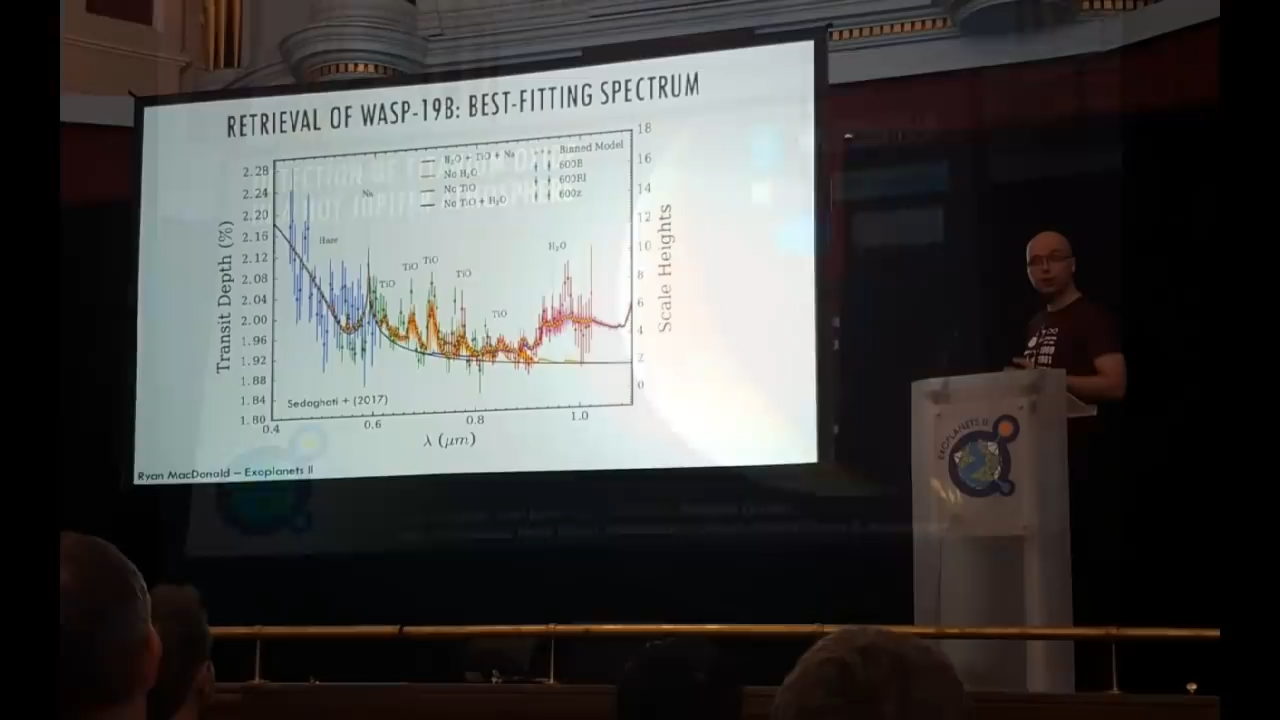 RETRIEVAL OF WASP-19B: BEST-FITTING SPECTRUM
H₂O + TiO + Na
No H₂O
No TiO
No TiO + H₂O
Binned Model
600B
600RI
600z
Na
Haze
TiO
TiO
TiO
TiO
TiO
H₂O
Transit Depth (%)
2.28
2.24
2.20
2.16
2.12
2.08
2.04
2.00
1.96
1.92
1.88
1.84
1.80
18
16
14
12
10
8
6
4
2
0
Scale Heights
Sedaghati + (2017)
0.4 0.6 0.8 1.0
λ (μm)
Ryan MacDonald – Exoplanets II
EXOPLANETS II